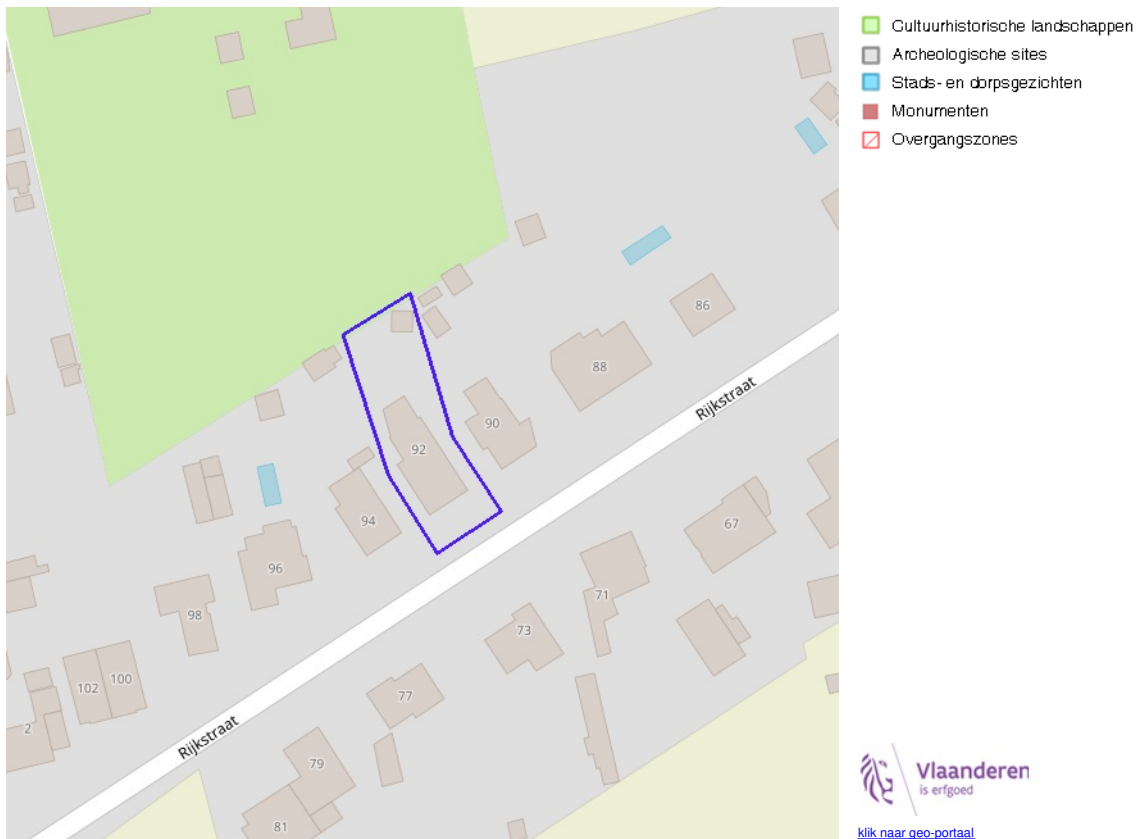 Cultuurhistorische landschappen
Archeologische sites
Stads- en dorpsgezichten
Monumenten
Overgangszones
86
88
Rijkstraat
90
92
94
67
96
71
98
73
100
102
77
2
Rijkstraat
79
81
Vlaanderen
is erfgoed
klik naar geo-portaal